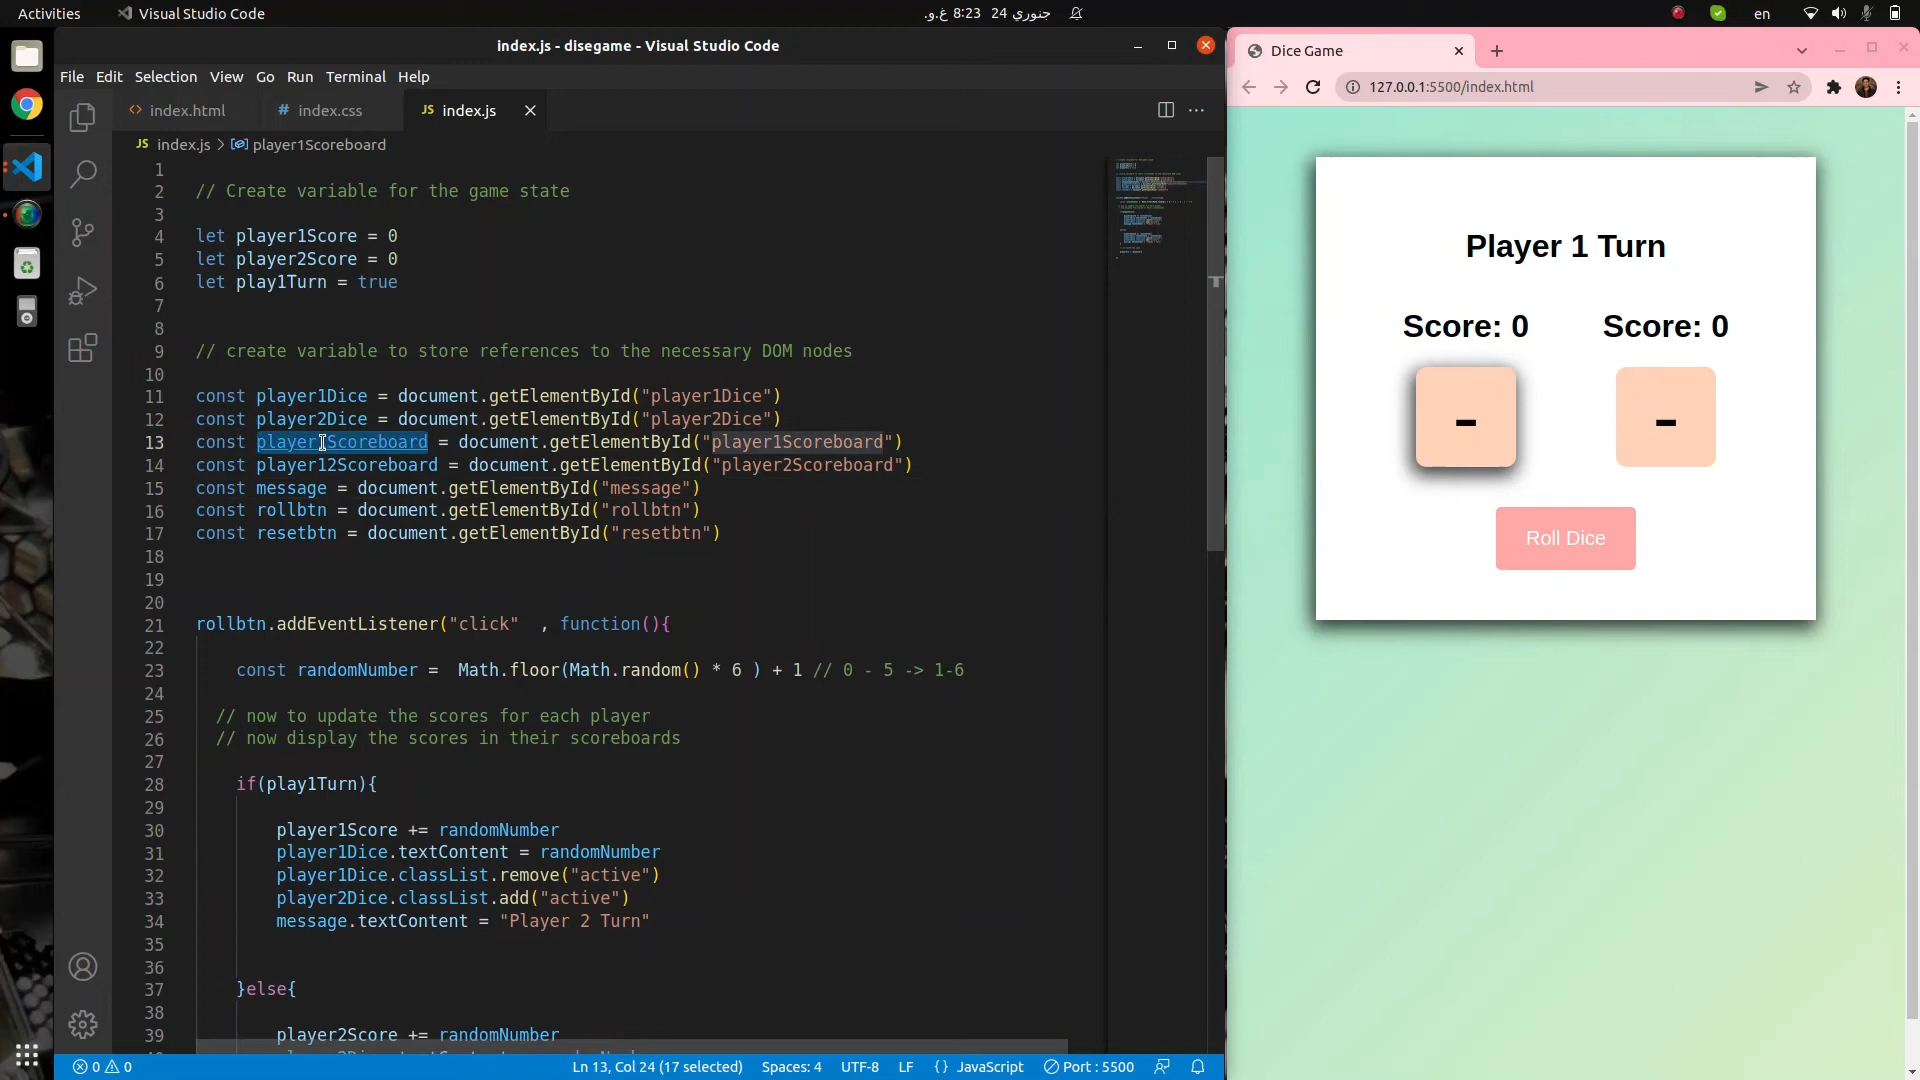 Activities
Visual Studio Code
جنوري 24 8:23 غ.و.
en
index.js - disegame - Visual Studio Code
File Edit Selection View Go Run Terminal Help
index.html
# index.css
JS index.js
JS index.js > player1Scoreboard
1
2 // Create variable for the game state
3
4 let player1Score = 0
5 let player2Score = 0
6 let play1Turn = true
7
8
9 // create variable to store references to the necessary DOM nodes
10
11 const player1Dice = document.getElementById("player1Dice")
12 const player2Dice = document.getElementById("player2Dice")
13 const player1Scoreboard = document.getElementById("player1Scoreboard")
14 const player12Scoreboard = document.getElementById("player2Scoreboard")
15 const message = document.getElementById("message")
16 const rollbtn = document.getElementById("rollbtn")
17 const resetbtn = document.getElementById("resetbtn")
18
19
20
21 rollbtn.addEventListener("click" , function(){
22
23 const randomNumber = Math.floor(Math.random() * 6 ) + 1 // 0 - 5 -> 1-6
24
25 // now to update the scores for each player
26 // now display the scores in their scoreboards
27
28 if(play1Turn){
29
30 player1Score += randomNumber
31 player1Dice.textContent = randomNumber
32 player1Dice.classList.remove("active")
33 player2Dice.classList.add("active")
34 message.textContent = "Player 2 Turn"
35
36
37 }else{
38
39 player2Score += randomNumber
0 0
Ln 13, Col 24 (17 selected)
Spaces: 4
UTF-8
LF
{} JavaScript
Port : 5500
Dice Game
127.0.0.1:5500/index.html
Player 1 Turn
Score: 0 Score: 0
- -
Roll Dice